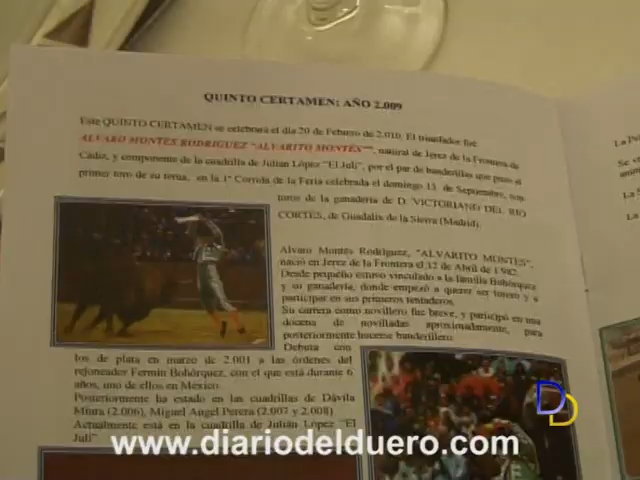 QUINTO CERTAMEN: AÑO 2.009
Este QUINTO CERTAMEN se celebrará el día 20 de Febrero de 2.010. El triunfador fue
ALVARO MONTES RODRIGUEZ "ALVARITO MONTES"", natural de Jerez de la Frontera de
Cádiz, y componente de la cuadrilla de Julián López "El Juli", por el par de banderillas que puso al
primer toro de su terna, en la 1ª Corrida de la Feria celebrada el domingo 13 de Septiembre, con
toros de la ganadería de D. VICTORIANO DEL RIO
CORTÉS, de Guadalix de la Sierra (Madrid).
Alvaro Montés Rodríguez, "ALVARITO MONTES",
nació en Jerez de la Frontera el 12 de Abril de 1.982.
Desde pequeño estuvo vinculado a la familia Bohórquez
y su ganadería, donde empezó a querer ser torero y a
participar en sus primeros tentaderos.
Su carrera como novillero fue breve, y participó en una
docena de novilladas aproximadamente, para
posteriormente hacerse banderillero.
Debuta con
los de plata en marzo de 2.001 a las órdenes del
rejoneador Fermín Bohórquez, con el que está durante 6
años, uno de ellos en México.
Posteriormente ha estado en las cuadrillas de Dávila
Miura (2.006), Miguel Angel Perera (2.007 y 2.008)
Actualmente está en la cuadrilla de Julián López "El
Juli"
La
Se
La
La
DD
www.diariodelduero.com